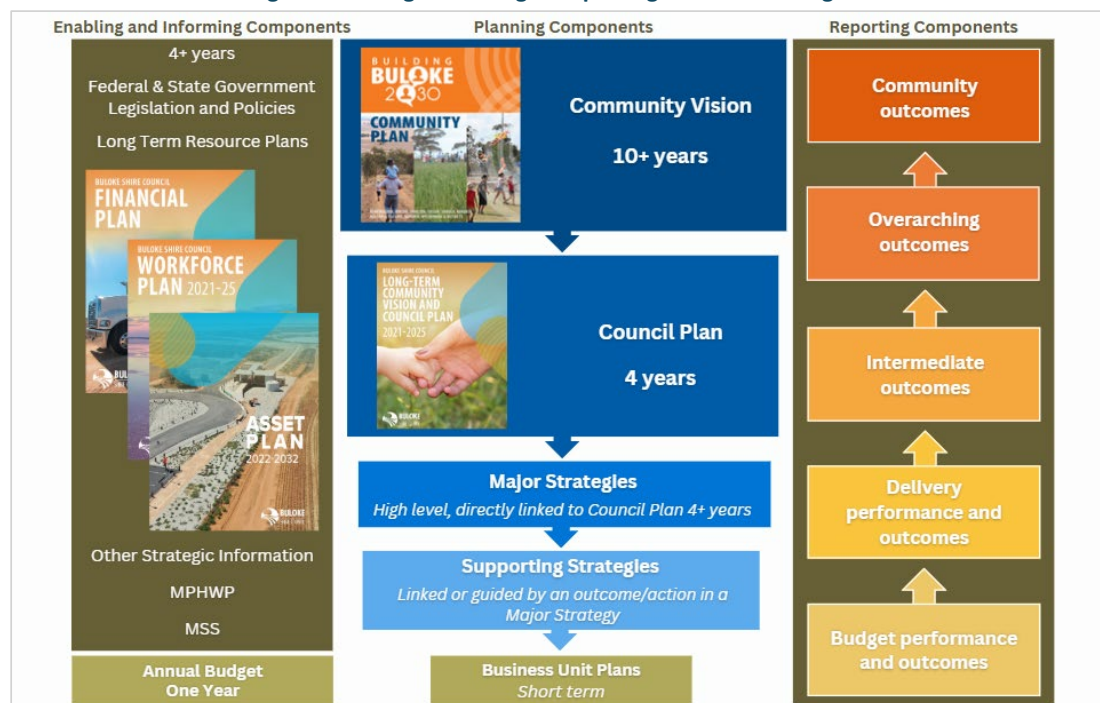 Enabling and Informing Components
4+ years
Federal & State Government
Legislation and Policies
Long Term Resource Plans
BULOKE SHIRE COUNCIL
FINANCIAL
PLAN
BULOKE SHIRE COUNCIL
WORKFORCE
PLAN 2021-25
ASSET
PLAN
2022-2032
BULOKE
Other Strategic Information
MPHWP
MSS
Annual Budget
One Year
Planning Components
BUILDING
BULOKE
2030
COMMUNITY
PLAN
Community Vision
10+ years
BULOKE SHIRE COUNCIL
LONG-TERM
COMMUNITY
VISION AND
COUNCIL PLAN
2021-2025
BULOKE
Council Plan
4 years
Major Strategies
High level, directly linked to Council Plan 4+ years
Supporting Strategies
Linked or guided by an outcome/action in a
Major Strategy
Business Unit Plans
Short term
Reporting Components
Community
outcomes
Overarching
outcomes
Intermediate
outcomes
Delivery
performance and
outcomes
Budget performance
and outcomes